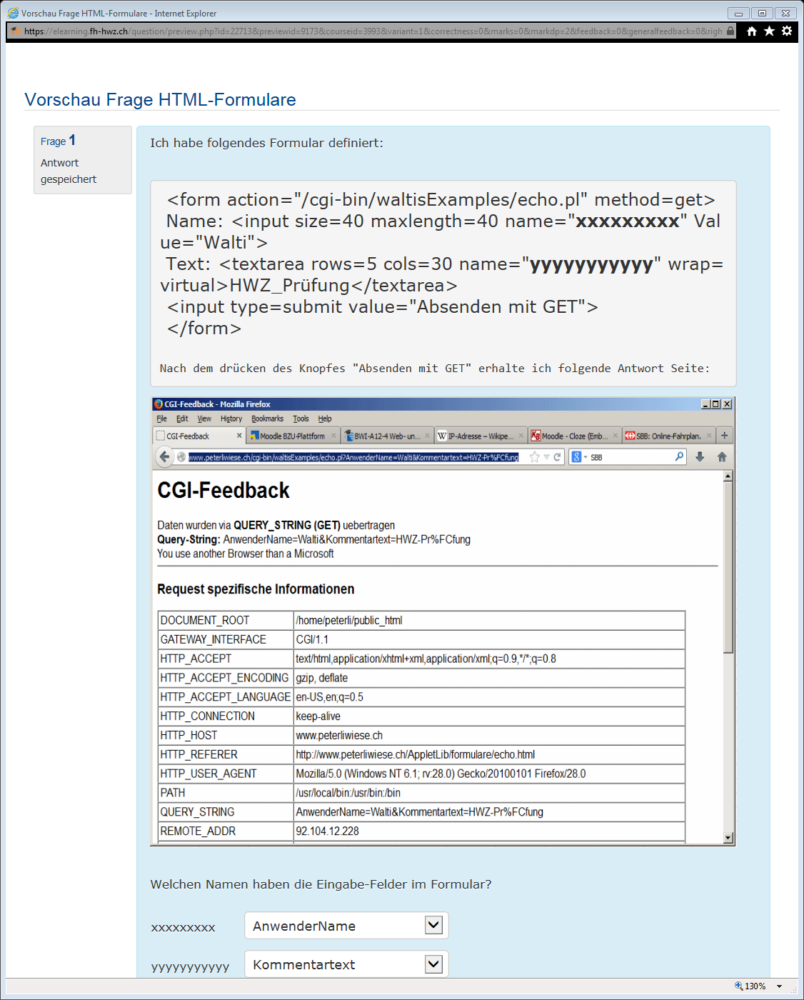 Vorschau Frage HTML-Formulare - Internet Explorer
https://elearning.fh-hwz.ch/question/preview.php?id=22713&previewid=9173&courseid=3993&variant=1&correctness=0&marks=0&markdp=2&feedback=0&generalfeedback=0&righ
Vorschau Frage HTML-Formulare
Frage 1
Antwort
gespeichert
Ich habe folgendes Formular definiert:
<form action="/cgi-bin/waltisExamples/echo.pl" method=get>
Name: <input size=40 maxlength=40 name="xxxxxxxxx" Val
ue="Walti">
Text: <textarea rows=5 cols=30 name="yyyyyyyyyyy" wrap=
virtual>HWZ_Prüfung</textarea>
<input type=submit value="Absenden mit GET">
</form>
Nach dem drücken des Knopfes "Absenden mit GET" erhalte ich folgende Antwort Seite:
CGI-Feedback - Mozilla Firefox
File Edit View History Bookmarks Tools Help
CGI-Feedback × Moodle BZU-Plattform × BWI-A12-4 Web- un... × W IP-Adresse – Wikipe... × Moodle - Cloze (Emb... × SBB: Online-Fahrplan. × +
www.peterliwiese.ch/cgi-bin/waltisExamples/echo.pl?AnwenderName=Walti&Kommentartext=HWZ-Pr%FCfung 8 SBB
CGI-Feedback
Daten wurden via QUERY_STRING (GET) uebertragen
Query-String: AnwenderName=Walti&Kommentartext=HWZ-Pr%FCfung
You use another Browser than a Microsoft
Request spezifische Informationen
DOCUMENT_ROOT /home/peterli/public_html
GATEWAY_INTERFACE CGI/1.1
HTTP_ACCEPT text/html,application/xhtml+xml,application/xml;q=0.9,*/*;q=0.8
HTTP_ACCEPT_ENCODING gzip, deflate
HTTP_ACCEPT_LANGUAGE en-US,en;q=0.5
HTTP_CONNECTION keep-alive
HTTP_HOST www.peterliwiese.ch
HTTP_REFERER http://www.peterliwiese.ch/AppletLib/formulare/echo.html
HTTP_USER_AGENT Mozilla/5.0 (Windows NT 6.1; rv:28.0) Gecko/20100101 Firefox/28.0
PATH /usr/local/bin:/usr/bin:/bin
QUERY_STRING AnwenderName=Walti&Kommentartext=HWZ-Pr%FCfung
REMOTE_ADDR 92.104.12.228
Welchen Namen haben die Eingabe-Felder im Formular?
xxxxxxxxx AnwenderName
yyyyyyyyyyy Kommentartext
130%